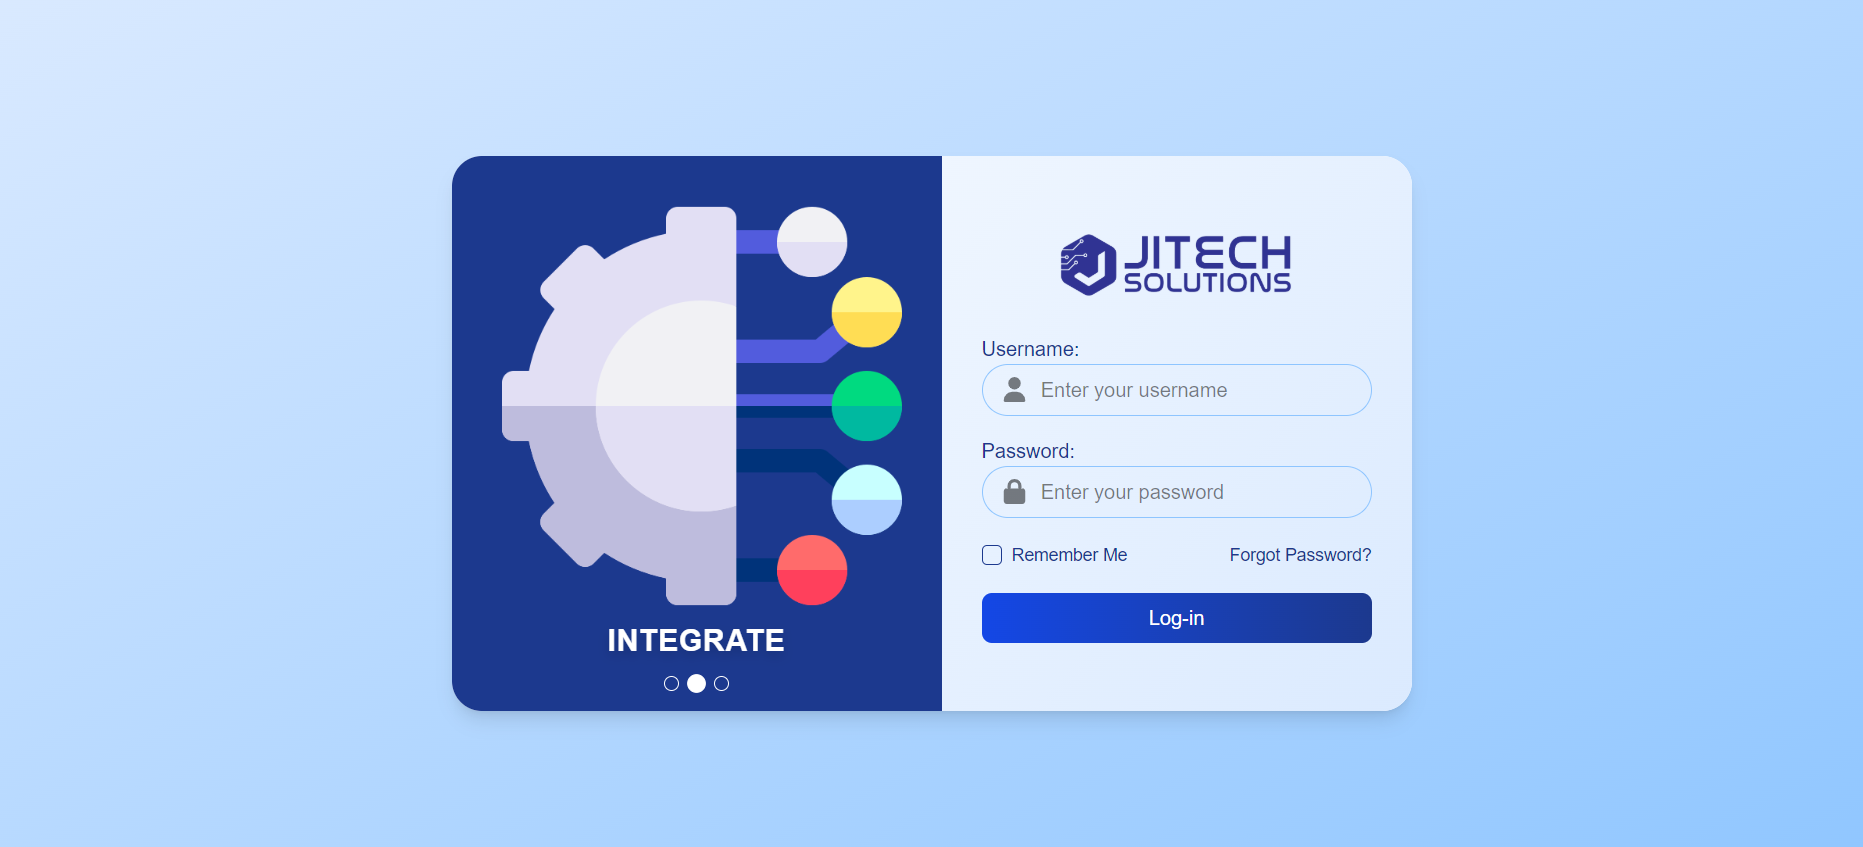 INTEGRATE
JITECH
SOLUTIONS
Username:
Enter your username
Password:
Enter your password
Remember Me
Forgot Password?
Log-in